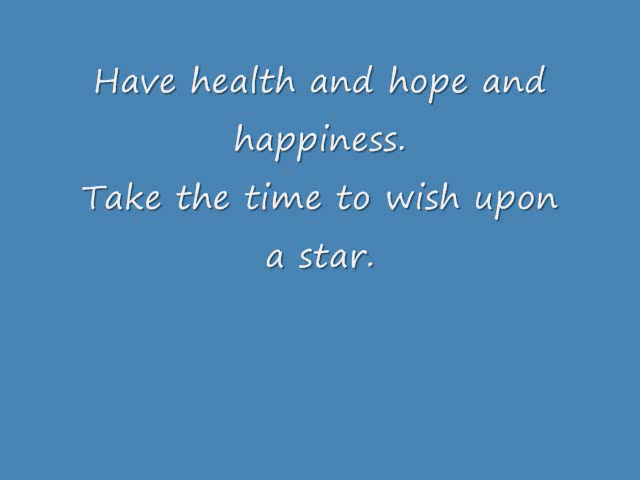 Have health and hope and
happiness.
Take the time to wish upon
a star.